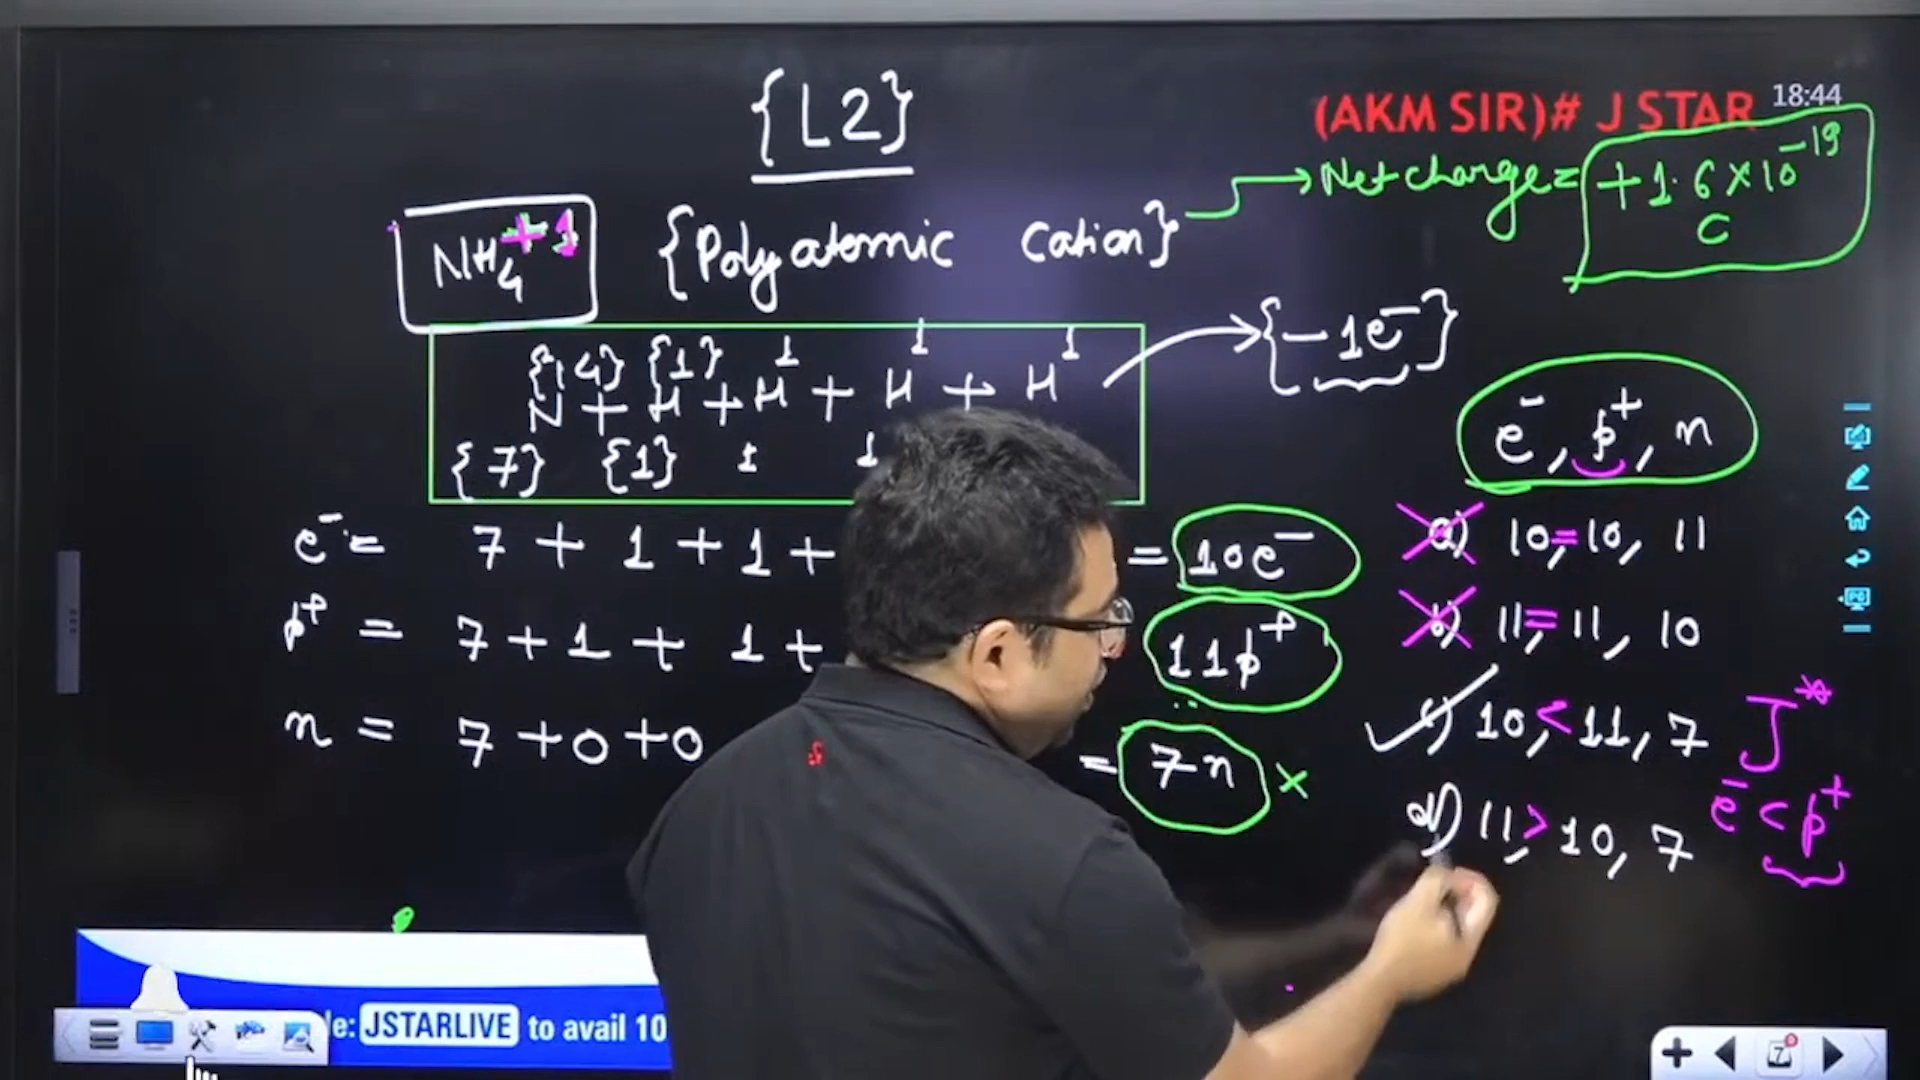 {L2}
(AKM SIR)# J STAR
18:44
→ Net charge = +1.6×10⁻¹⁹ C
NH₄⁺¹ {Polyatomic Cation}
{14} {1} 1 1 1
N + H + H + H + H → {-1e⁻}
{7} {1} 1 1
e⁻ = 7 + 1 + 1 + = 10e⁻
p⁺ = 7 + 1 + 1 + 11p⁺
n = 7 + 0 + 0 = 7n ×
e⁻, p⁺, n
a) 10, = 10, 11
b) 11, = 11, 10
c) 10, < 11, 7
d) 11, > 10, 7
J*
e⁻ < p⁺
e: JSTARLIVE to avail 10
7